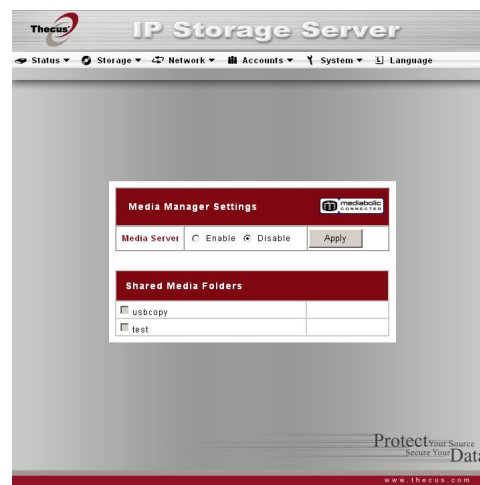 Thecus
IP Storage Server
Status Storage Network Accounts System L Language
Media Manager Settings
m mediabolic
CONNECTED
Media Server Enable Disable Apply
Shared Media Folders
usbcopy
test
Protect Your Source
Secure Your Data
www.thecus.com